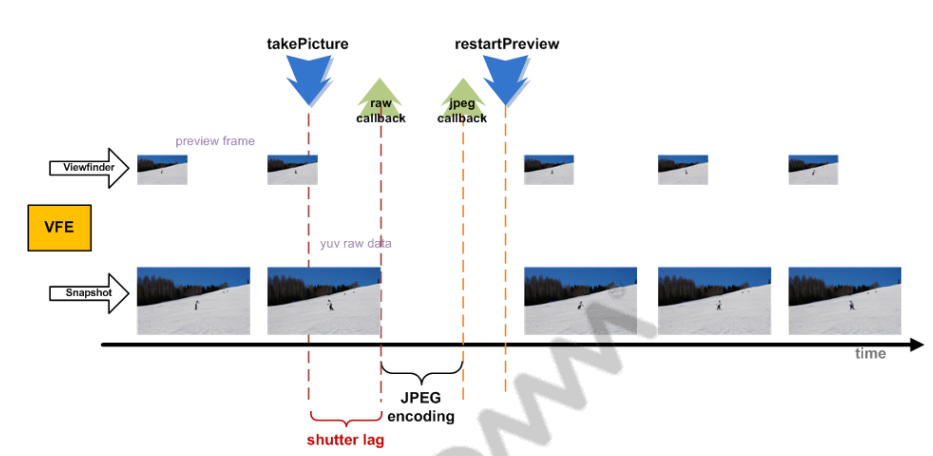 takePicture
restartPreview
raw
callback
jpeg
callback
preview frame
Viewfinder
VFE
yuv raw data
Snapshot
time
JPEG
encoding
shutter lag